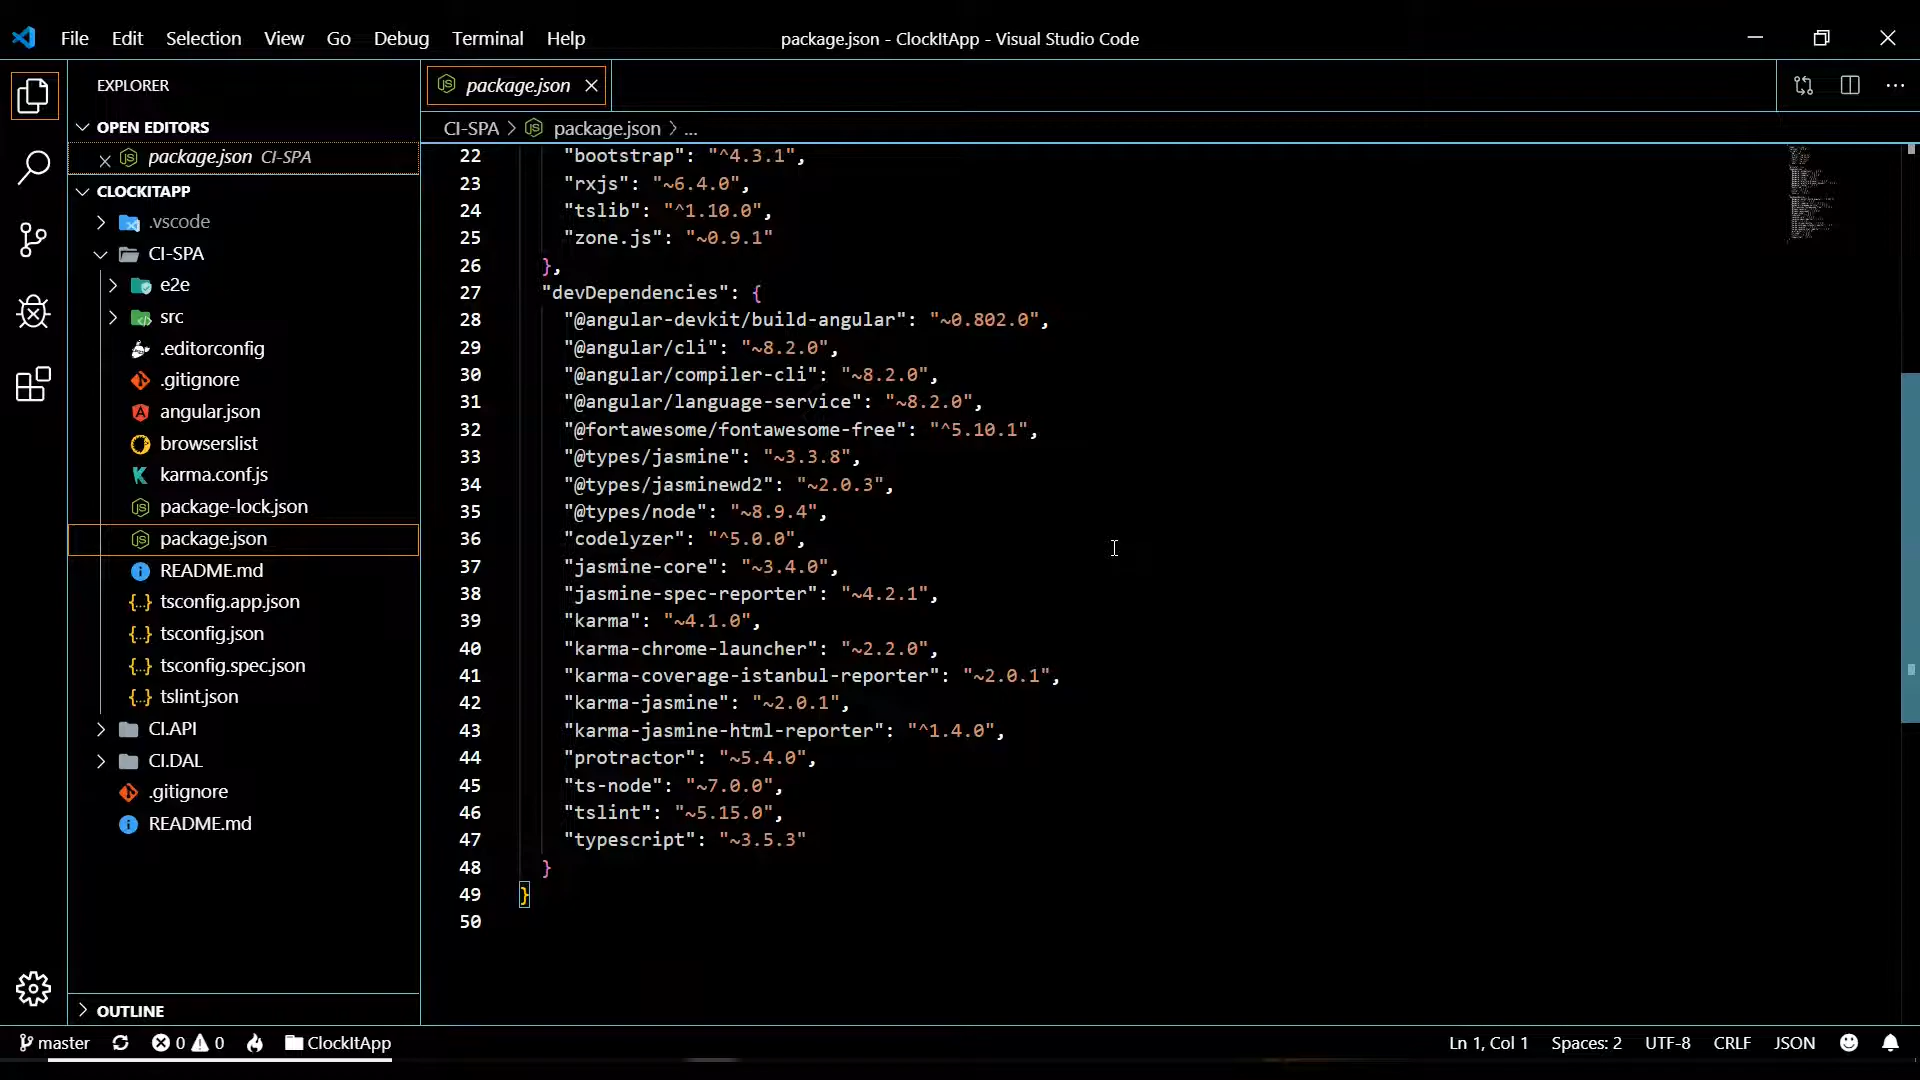 File Edit Selection View Go Debug Terminal Help
package.json - ClockItApp - Visual Studio Code
EXPLORER
OPEN EDITORS
package.json CI-SPA
CLOCKITAPP
.vscode
CI-SPA
e2e
src
.editorconfig
.gitignore
angular.json
browserslist
karma.conf.js
package-lock.json
package.json
README.md
tsconfig.app.json
tsconfig.json
tsconfig.spec.json
tslint.json
CI.API
CI.DAL
.gitignore
README.md
OUTLINE
package.json
CI-SPA > package.json > ...
22 "bootstrap": "^4.3.1",
23 "rxjs": "~6.4.0",
24 "tslib": "^1.10.0",
25 "zone.js": "~0.9.1"
26 },
27 "devDependencies": {
28 "@angular-devkit/build-angular": "~0.802.0",
29 "@angular/cli": "~8.2.0",
30 "@angular/compiler-cli": "~8.2.0",
31 "@angular/language-service": "~8.2.0",
32 "@fortawesome/fontawesome-free": "^5.10.1",
33 "@types/jasmine": "~3.3.8",
34 "@types/jasminewd2": "~2.0.3",
35 "@types/node": "~8.9.4",
36 "codelyzer": "^5.0.0",
37 "jasmine-core": "~3.4.0",
38 "jasmine-spec-reporter": "~4.2.1",
39 "karma": "~4.1.0",
40 "karma-chrome-launcher": "~2.2.0",
41 "karma-coverage-istanbul-reporter": "~2.0.1",
42 "karma-jasmine": "~2.0.1",
43 "karma-jasmine-html-reporter": "^1.4.0",
44 "protractor": "~5.4.0",
45 "ts-node": "~7.0.0",
46 "tslint": "~5.15.0",
47 "typescript": "~3.5.3"
48 }
49 }
50
master 0 0 ClockItApp Ln 1, Col 1 Spaces: 2 UTF-8 CRLF JSON